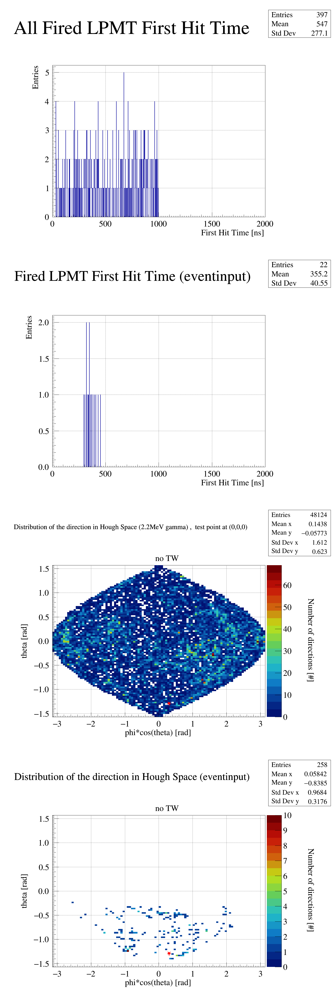 All Fired LPMT First Hit Time
Entries 397
Mean 547
Std Dev 277.1
Entries
5
4
3
2
1
0
0 500 1000 1500 2000
First Hit Time [ns]
Fired LPMT First Hit Time (eventinput)
Entries 22
Mean 355.2
Std Dev 40.55
Entries
2.0
1.5
1.0
0.5
0.0
0 500 1000 1500 2000
First Hit Time [ns]
Distribution of the direction in Hough Space (2.2MeV gamma) , test point at (0,0,0)
Entries 48124
Mean x 0.1438
Mean y −0.05773
Std Dev x 1.612
Std Dev y 0.623
no TW
theta [rad]
1.5
1.0
0.5
0.0
−0.5
−1.0
−1.5
−3 −2 −1 0 1 2 3
phi*cos(theta) [rad]
60
50
40
30
20
10
0
Number of directions [#]
Distribution of the direction in Hough Space (eventinput)
Entries 258
Mean x 0.05842
Mean y −0.8385
Std Dev x 0.9684
Std Dev y 0.3176
no TW
theta [rad]
1.5
1.0
0.5
0.0
−0.5
−1.0
−1.5
−3 −2 −1 0 1 2 3
phi*cos(theta) [rad]
10
9
8
7
6
5
4
3
2
1
0
Number of directions [#]